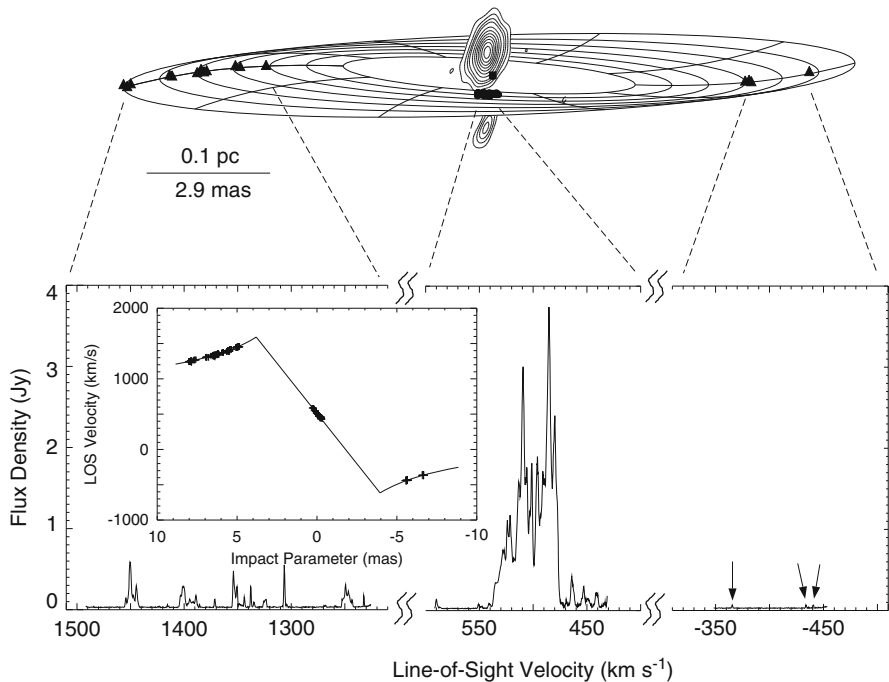 0.1 pc
2.9 mas
Flux Density (Jy)
4
3
2
1
0
LOS Velocity (km/s)
2000
1000
0
-1000
10 5 0 -5 -10
Impact Parameter (mas)
1500 1400 1300 550 450 -350 -450
Line-of-Sight Velocity (km s⁻¹)